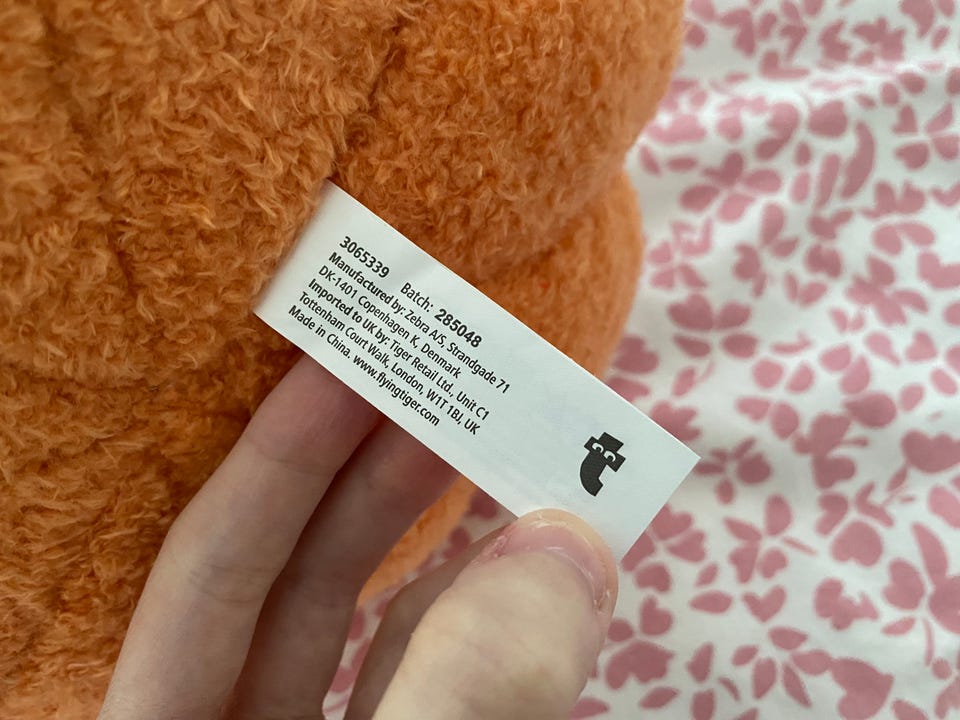 3065339 Batch: 285048
Manufactured by: Zebra A/S, Strandgade 71
DK-1401 Copenhagen K, Denmark
Imported to UK by: Tiger Retail Ltd., Unit C1
Tottenham Court Walk, London, W1T 1BJ, UK
Made in China. www.flyingtiger.com
t